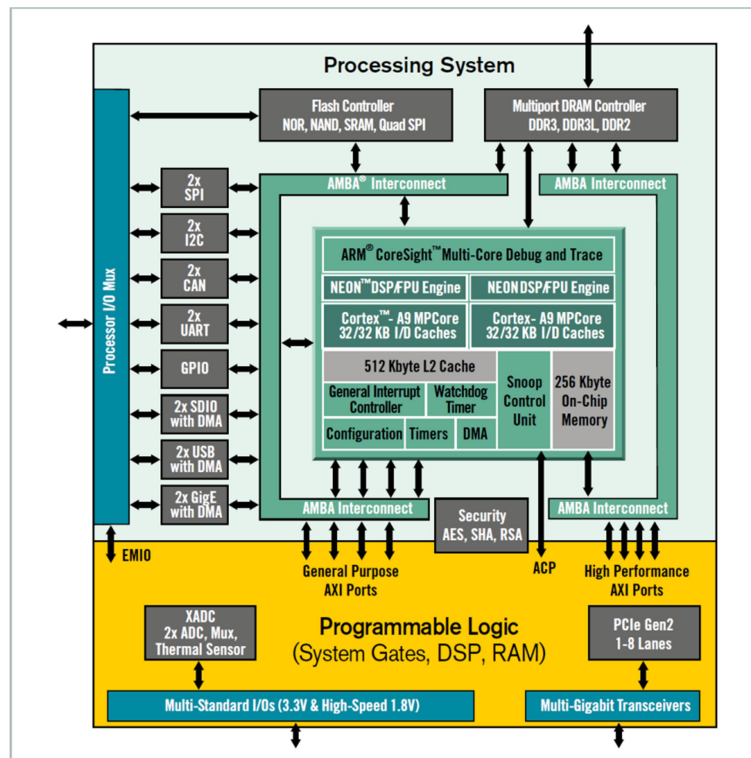 Processing System
Flash Controller
NOR, NAND, SRAM, Quad SPI
Multiport DRAM Controller
DDR3, DDR3L, DDR2
AMBA® Interconnect
AMBA Interconnect
Processor I/O Mux
2x
SPI
2x
I2C
2x
CAN
2x
UART
GPIO
2x SDIO
with DMA
2x USB
with DMA
2x GigE
with DMA
ARM® CoreSight™ Multi-Core Debug and Trace
NEON™ DSP/FPU Engine
NEON DSP/FPU Engine
Cortex™- A9 MPCore
32/32 KB I/D Caches
Cortex- A9 MPCore
32/32 KB I/D Caches
512 Kbyte L2 Cache
General Interrupt
Controller
Watchdog
Timer
Configuration
Timers
DMA
Snoop
Control
Unit
256 Kbyte
On-Chip
Memory
AMBA Interconnect
AMBA Interconnect
Security
AES, SHA, RSA
EMIO
General Purpose
AXI Ports
ACP
High Performance
AXI Ports
XADC
2x ADC, Mux,
Thermal Sensor
Programmable Logic
(System Gates, DSP, RAM)
PCIe Gen2
1-8 Lanes
Multi-Standard I/Os (3.3V & High-Speed 1.8V)
Multi-Gigabit Transceivers